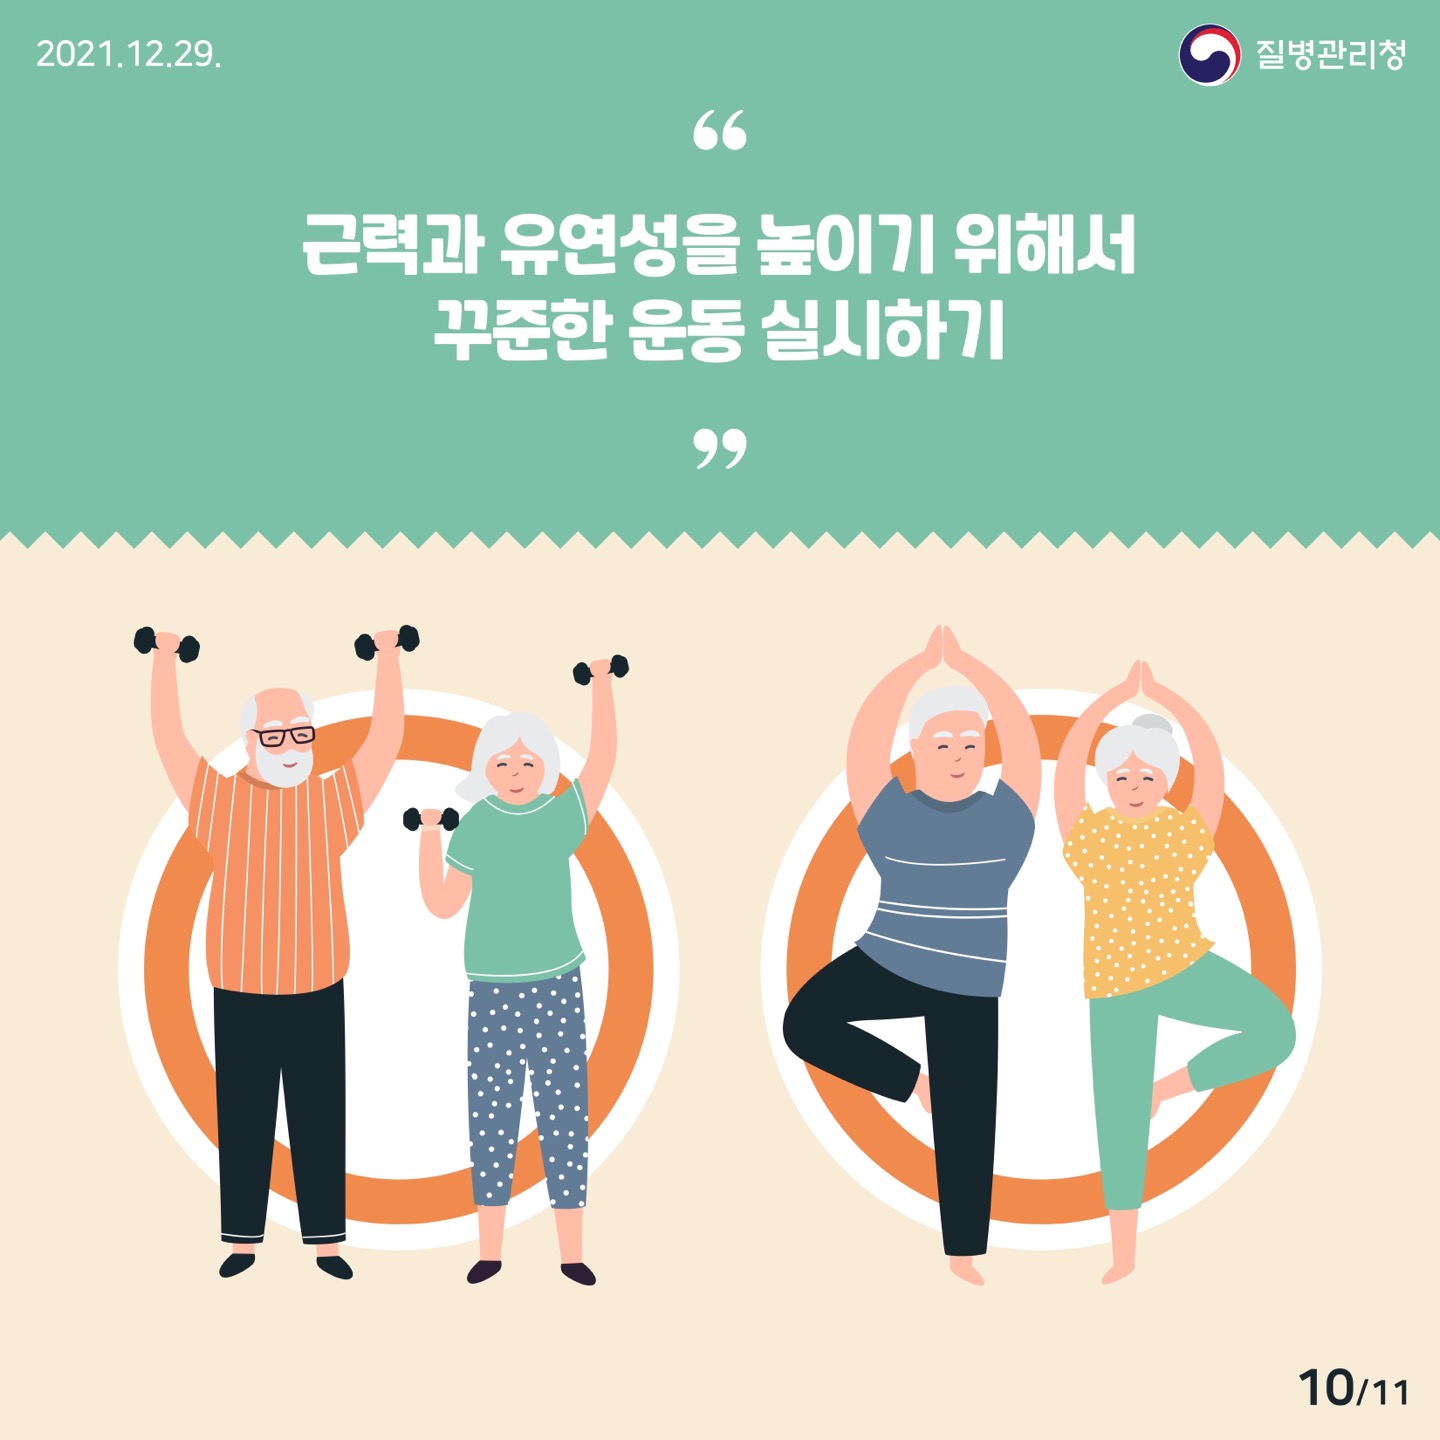 2021.12.29.
질병관리청
“
근력과 유연성을 높이기 위해서
꾸준한 운동 실시하기
”
10/11